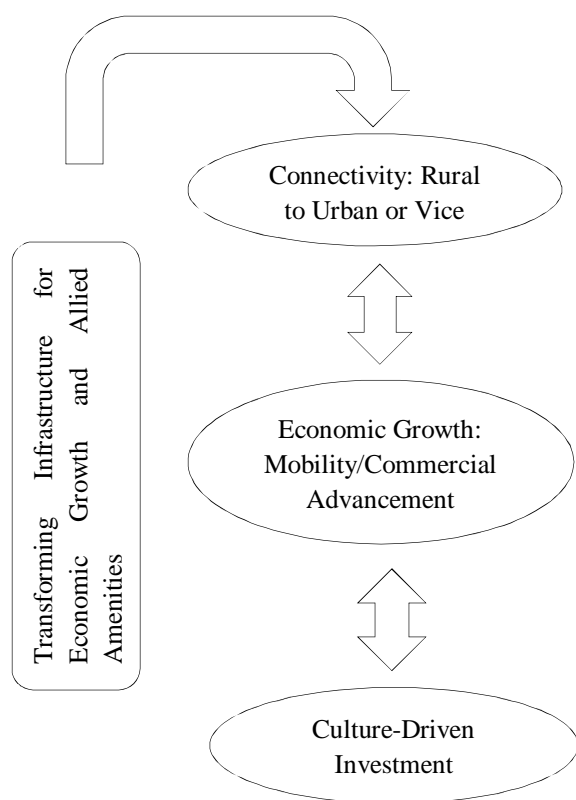 Connectivity: Rural
to Urban or Vice
Transforming Infrastructure for
Economic Growth and Allied
Amenities
Economic Growth:
Mobility/Commercial
Advancement
Culture-Driven
Investment